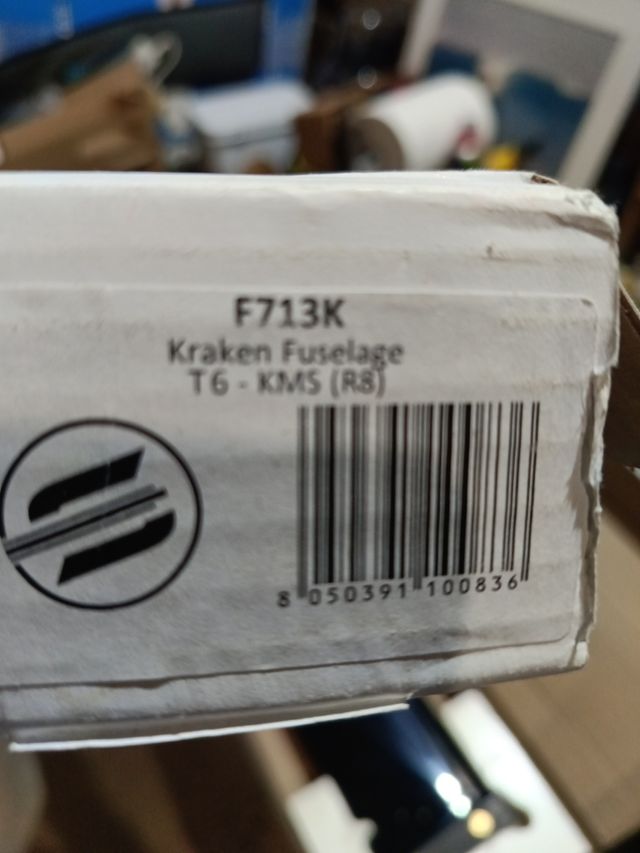 F713K
Kraken Fuselage
T6 - KMS (R8)
8 050391 100836